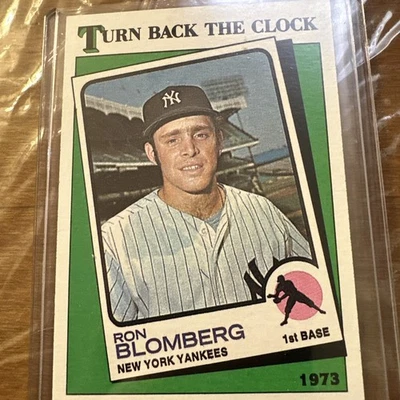 TURN BACK THE CLOCK
NY
RON
BLOMBERG
1st BASE
NEW YORK YANKEES
1973